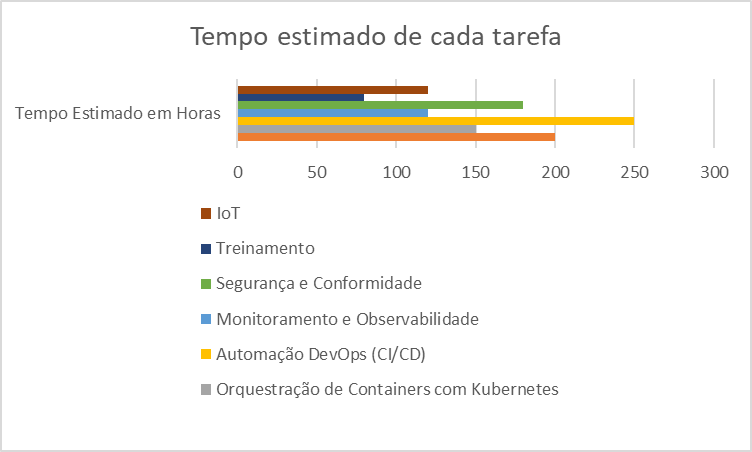 Tempo estimado de cada tarefa
Tempo Estimado em Horas
0 50 100 150 200 250 300
IoT
Treinamento
Segurança e Conformidade
Monitoramento e Observabilidade
Automação DevOps (CI/CD)
Orquestração de Containers com Kubernetes